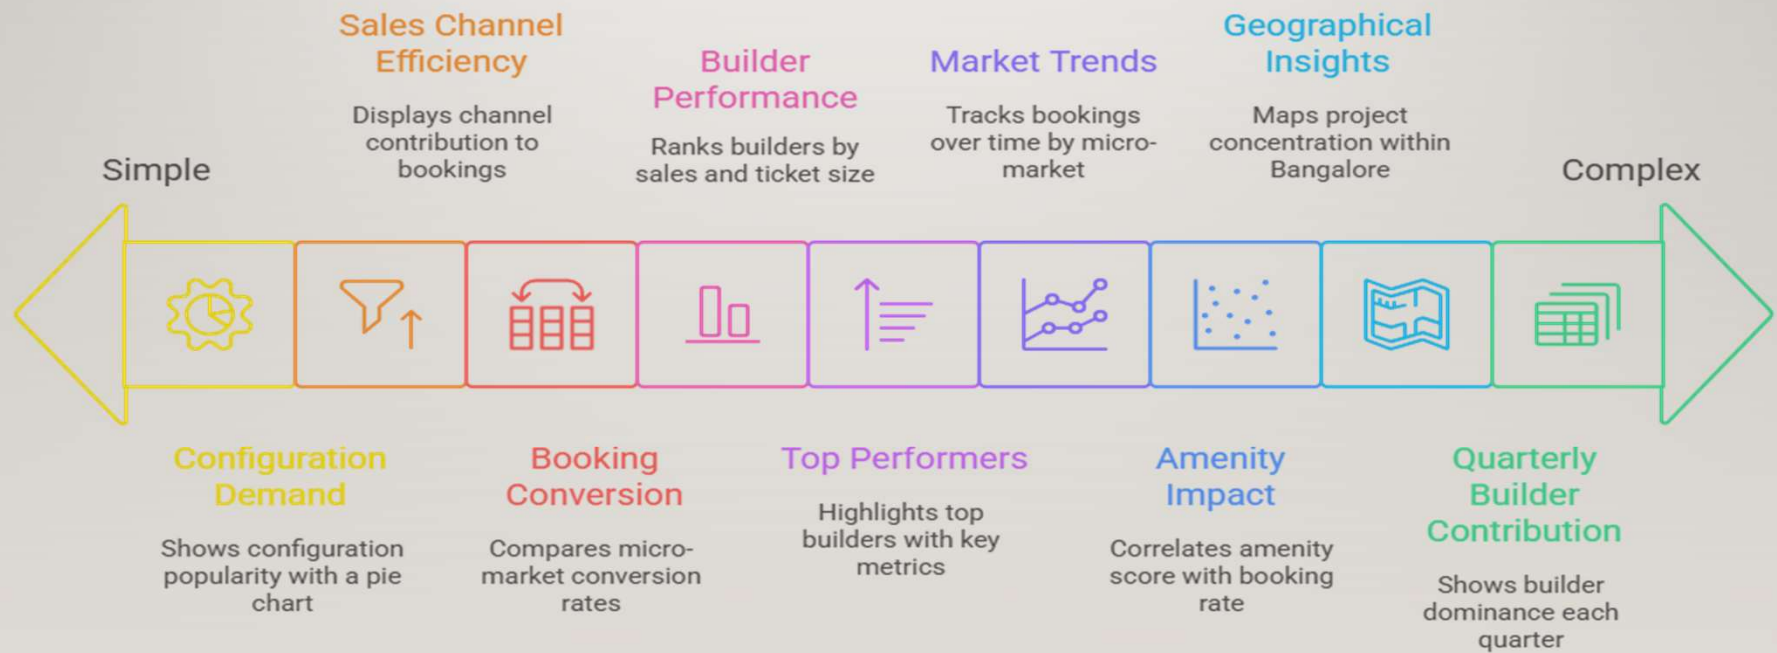 Simple
Configuration
Demand
Shows configuration
popularity with a pie
chart
Sales Channel
Efficiency
Displays channel
contribution to
bookings
Booking
Conversion
Compares micro-
market conversion
rates
Builder
Performance
Ranks builders by
sales and ticket size
Top Performers
Highlights top
builders with key
metrics
Market Trends
Tracks bookings
over time by micro-
market
Amenity
Impact
Correlates amenity
score with booking
rate
Geographical
Insights
Maps project
concentration within
Bangalore
Quarterly
Builder
Contribution
Shows builder
dominance each
quarter
Complex